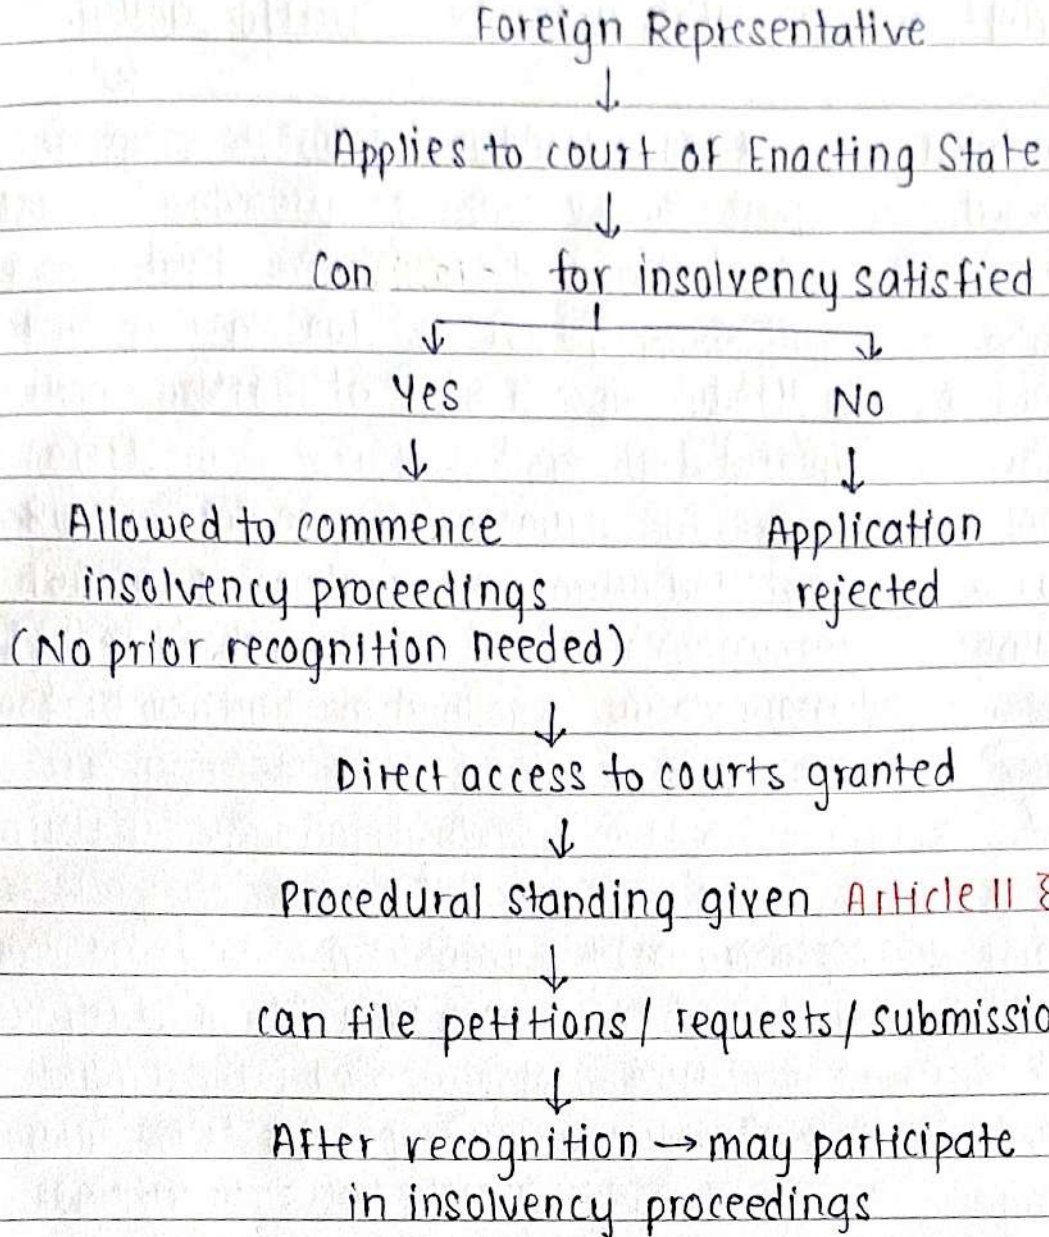 Foreign Representative
↓
Applies to court of Enacting State
↓
Con for insolvency satisfied
↓ ↓
Yes No
↓ ↓
Allowed to commence Application
insolvency proceedings rejected
(No prior recognition needed)
↓
Direct access to courts granted
↓
Procedural standing given Article 11
↓
can file petitions / requests / submissio
↓
After recognition → may participate
in insolvency proceedings